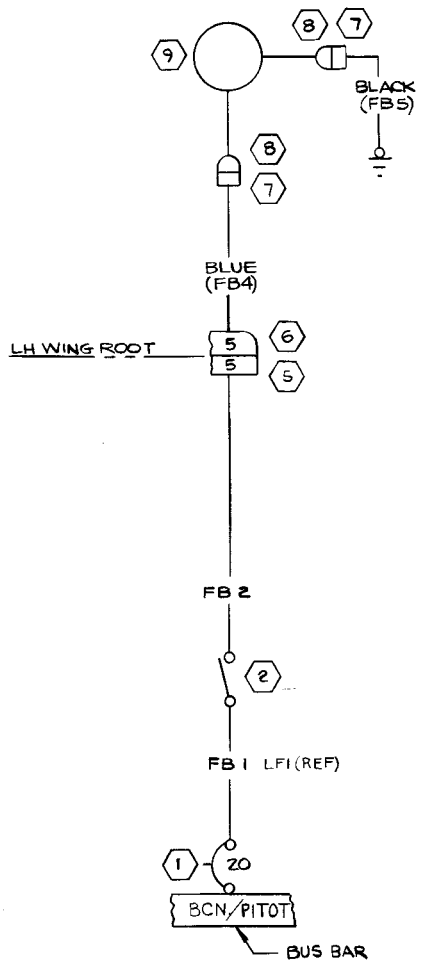 8 7
9
BLACK
(FB5)
8
7
BLUE
(FB4)
LH WING ROOT
5 6
5 5
FB 2
2
FB 1 LF1(REF)
1 20
BCN/PITOT
BUS BAR